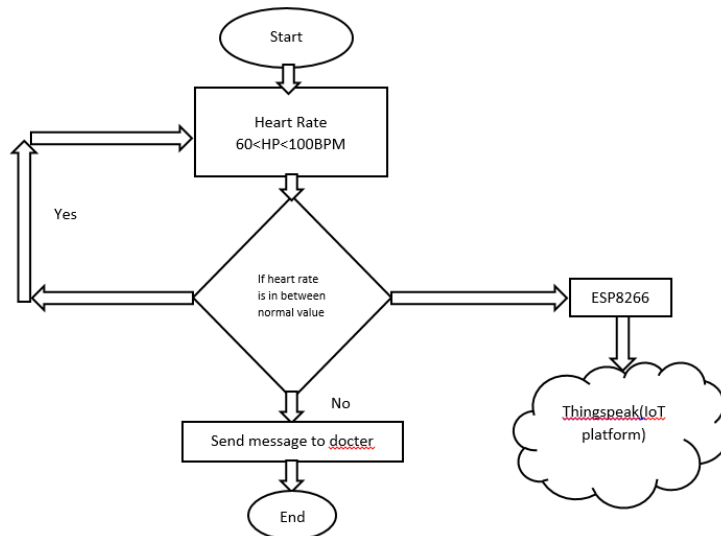 Start
Heart Rate
60<HP<100BPM
Yes
If heart rate
is in between
normal value
ESP8266
Thingspeak(IoT
platform)
No
Send message to docter
End